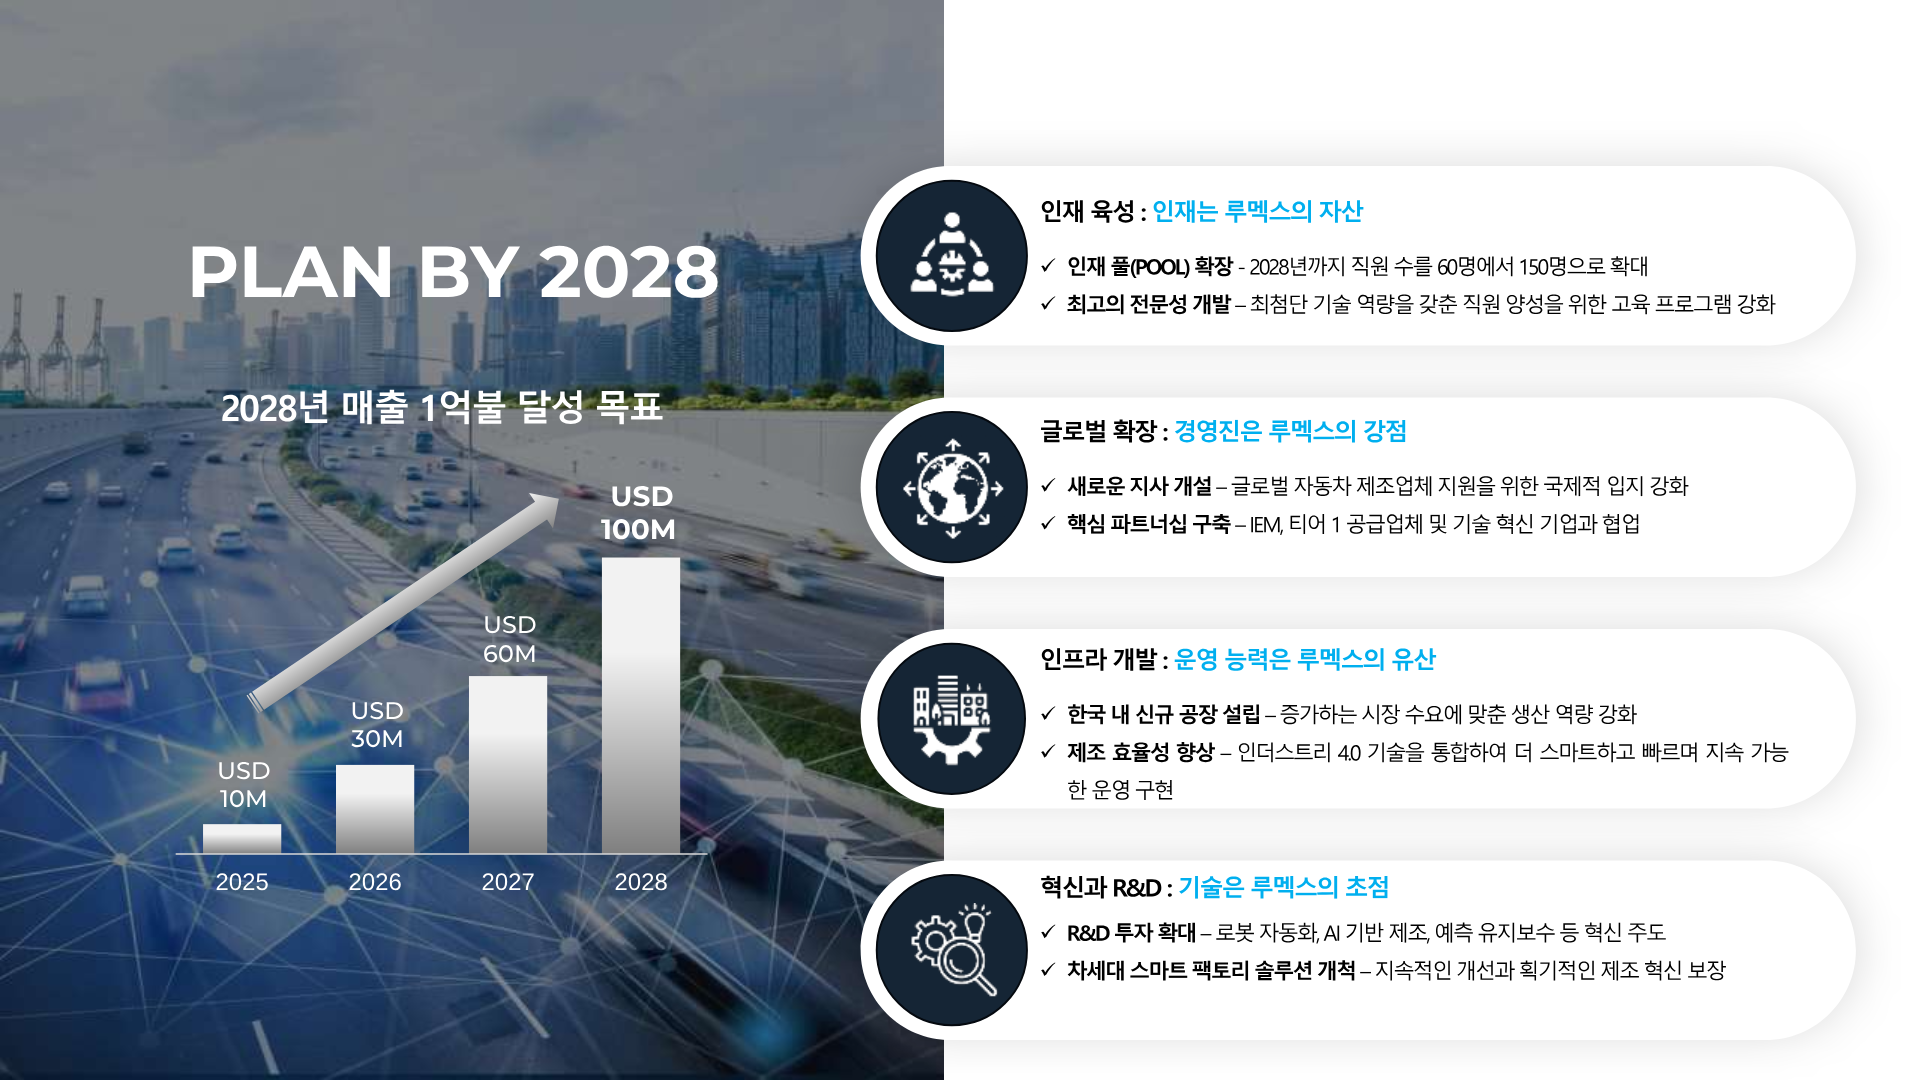 PLAN BY 2028
2028년 매출 1억불 달성 목표
USD
100M
USD
60M
USD
30M
USD
10M
2025
2026
2027
2028
인재 육성 : 인재는 루멕스의 자산
✓ 인재 풀(POOL) 확장 - 2028년까지 직원 수를 60명에서 150명으로 확대
✓ 최고의 전문성 개발 – 최첨단 기술 역량을 갖춘 직원 양성을 위한 고육 프로그램 강화
글로벌 확장 : 경영진은 루멕스의 강점
✓ 새로운 지사 개설 – 글로벌 자동차 제조업체 지원을 위한 국제적 입지 강화
✓ 핵심 파트너십 구축 – IEM, 티어 1 공급업체 및 기술 혁신 기업과 협업
인프라 개발 : 운영 능력은 루멕스의 유산
✓ 한국 내 신규 공장 설립 – 증가하는 시장 수요에 맞춘 생산 역량 강화
✓ 제조 효율성 향상 – 인더스트리 4.0 기술을 통합하여 더 스마트하고 빠르며 지속 가능
한 운영 구현
혁신과 R&D : 기술은 루멕스의 초점
✓ R&D 투자 확대 – 로봇 자동화, AI 기반 제조, 예측 유지보수 등 혁신 주도
✓ 차세대 스마트 팩토리 솔루션 개척 – 지속적인 개선과 획기적인 제조 혁신 보장